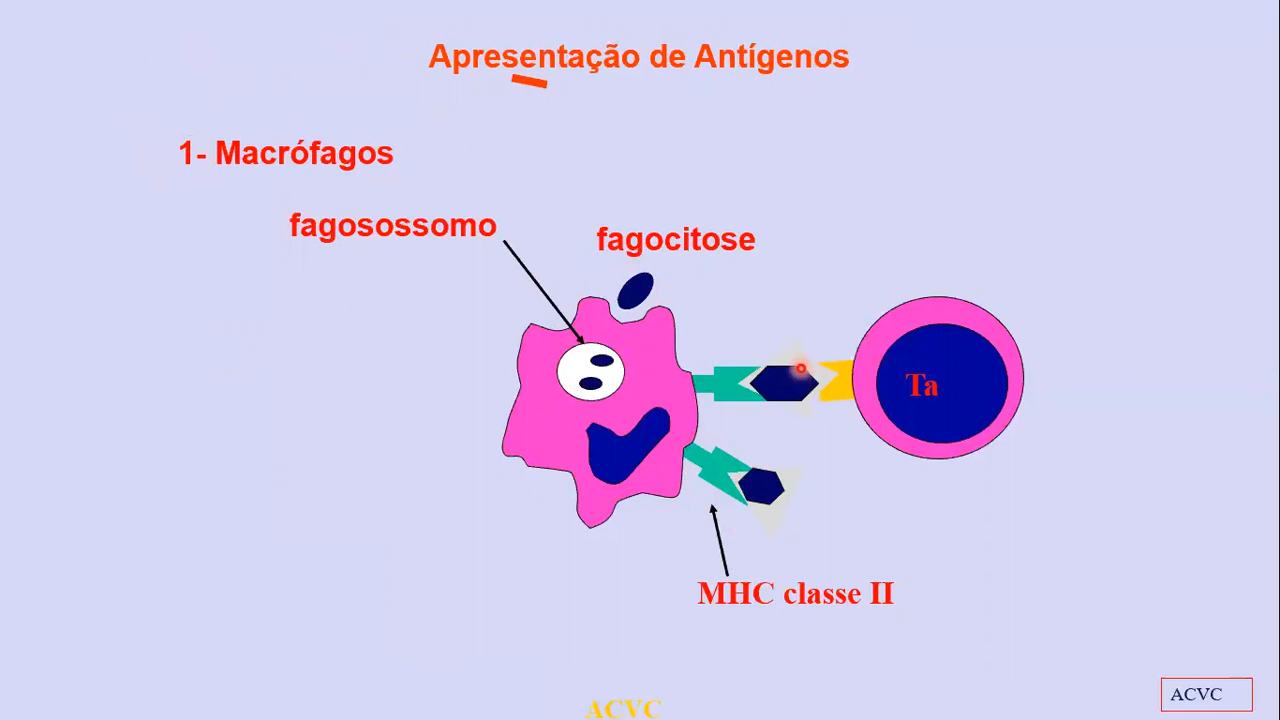 Apresentação de Antígenos
1- Macrófagos
fagosossomo
fagocitose
Ta
MHC classe II
ACVC
ACVC